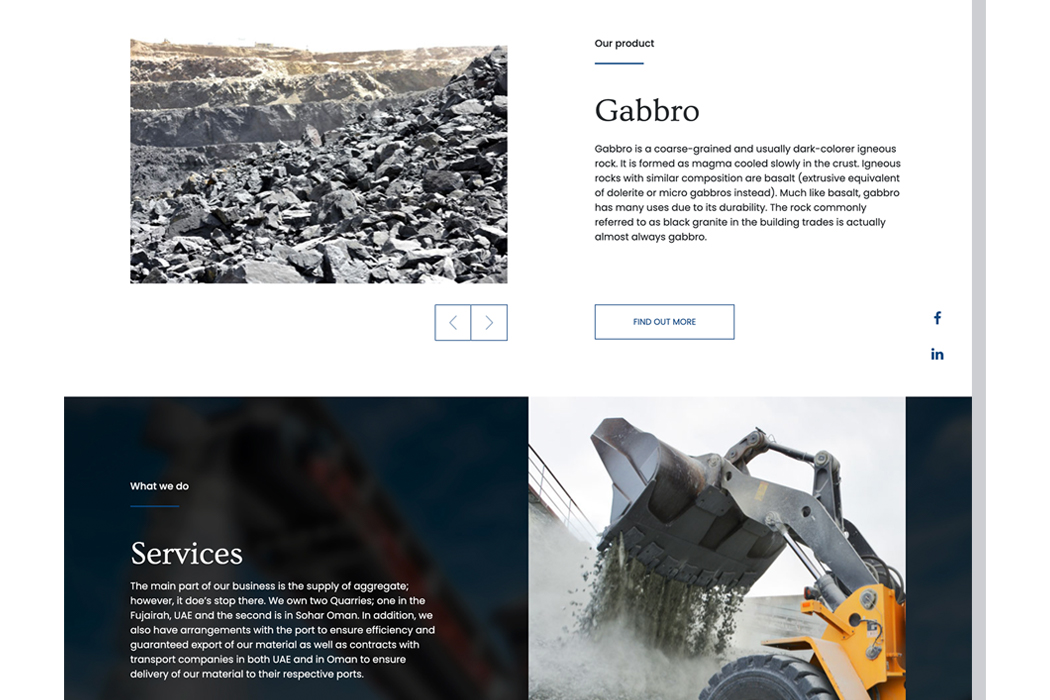 Our product
Gabbro
Gabbro is a coarse-grained and usually dark-colorer igneous
rock. It is formed as magma cooled slowly in the crust. Igneous
rocks with similar composition are basalt (extrusive equivalent
of dolerite or micro gabbros instead). Much like basalt, gabbro
has many uses due to its durability. The rock commonly
referred to as black granite in the building trades is actually
almost always gabbro.
FIND OUT MORE
f
in
What we do
Services
The main part of our business is the supply of aggregate;
however, it doe's stop there. We own two Quarries; one in the
Fujairah, UAE and the second is in Sohar Oman. In addition, we
also have arrangements with the port to ensure efficiency and
guaranteed export of our material as well as contracts with
transport companies in both UAE and in Oman to ensure
delivery of our material to their respective ports.